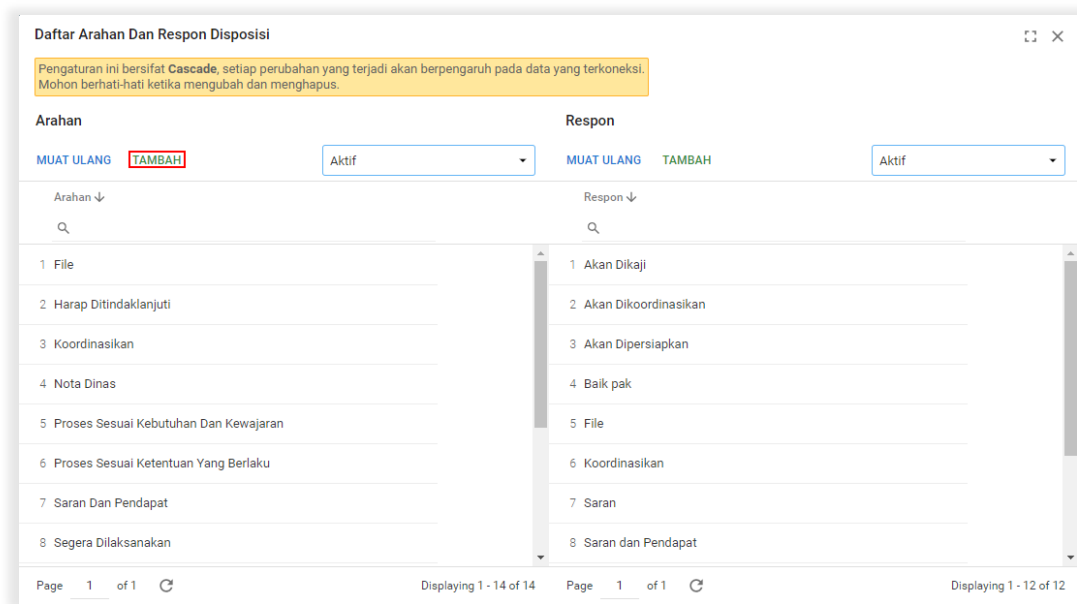 Daftar Arahan Dan Respon Disposisi
Pengaturan ini bersifat Cascade, setiap perubahan yang terjadi akan berpengaruh pada data yang terkoneksi.
Mohon berhati-hati ketika mengubah dan menghapus.
Arahan
MUAT ULANG TAMBAH Aktif
Arahan
1 File
2 Harap Ditindaklanjuti
3 Koordinasikan
4 Nota Dinas
5 Proses Sesuai Kebutuhan Dan Kewajaran
6 Proses Sesuai Ketentuan Yang Berlaku
7 Saran Dan Pendapat
8 Segera Dilaksanakan
Page 1 of 1 Displaying 1 - 14 of 14
Respon
MUAT ULANG TAMBAH Aktif
Respon
1 Akan Dikaji
2 Akan Dikoordinasikan
3 Akan Dipersiapkan
4 Baik pak
5 File
6 Koordinasikan
7 Saran
8 Saran dan Pendapat
Page 1 of 1 Displaying 1 - 12 of 12